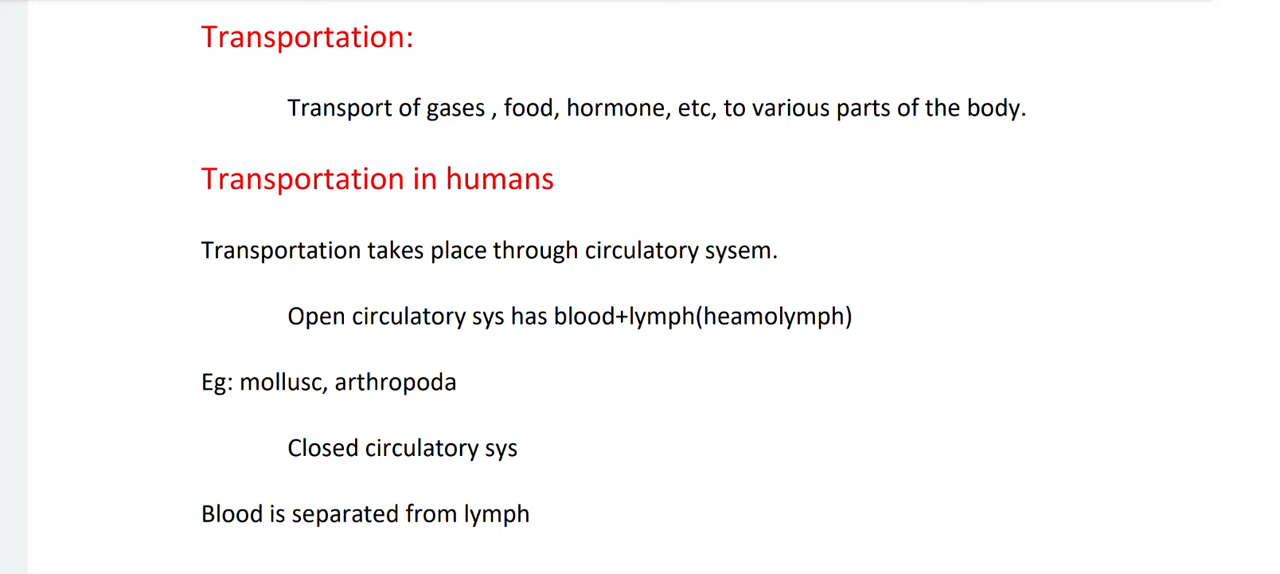 Transportation:
Transport of gases , food, hormone, etc, to various parts of the body.
Transportation in humans
Transportation takes place through circulatory sysem.
Open circulatory sys has blood+lymph(heamolymph)
Eg: mollusc, arthropoda
Closed circulatory sys
Blood is separated from lymph